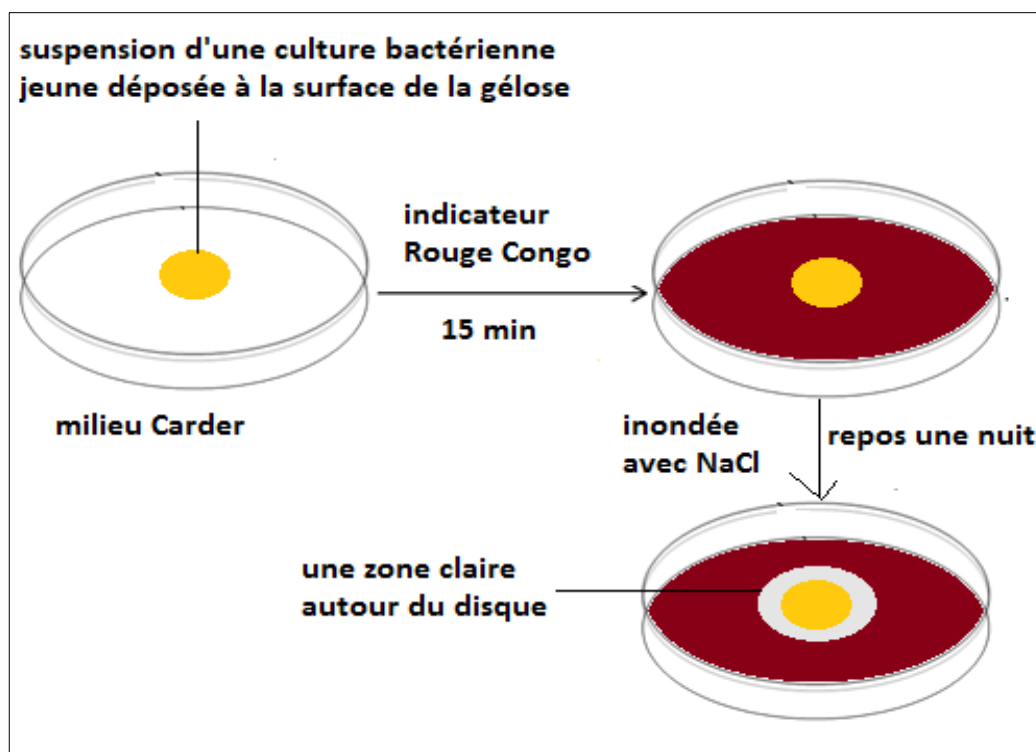 suspension d'une culture bactérienne
jeune déposée à la surface de la gélose
indicateur
Rouge Congo
15 min
milieu Carder
inondée
avec NaCl
repos une nuit
une zone claire
autour du disque